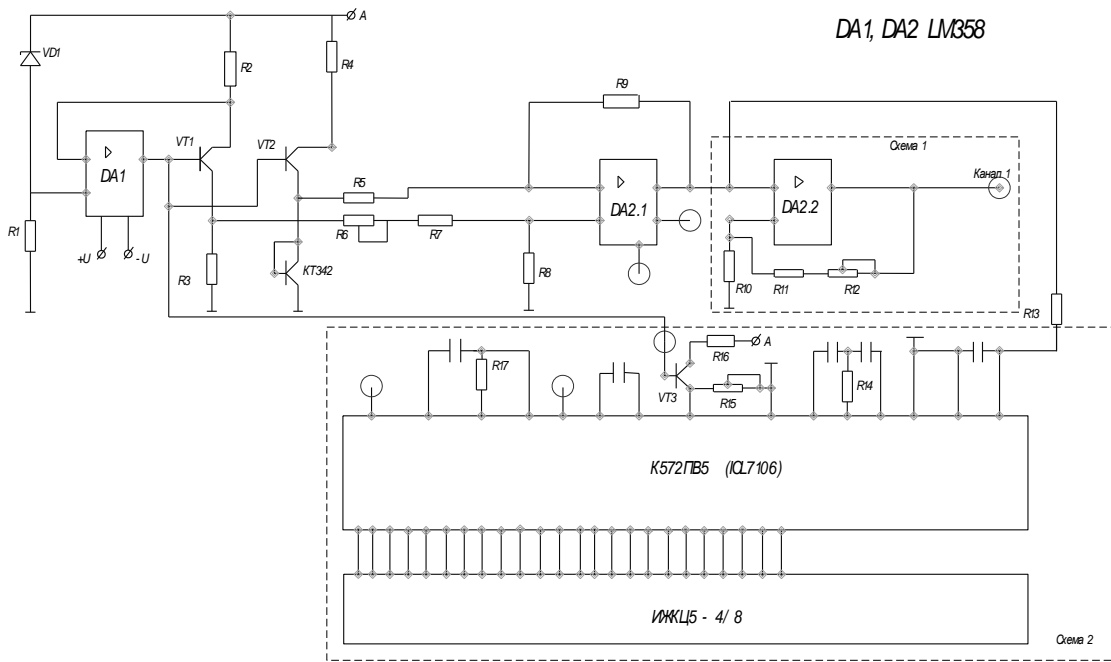 DA1, DA2 LM358
A
VD1
R2
R4
R9
VT1
VT2
Схема 1
DA1
Канал 1
R5
DA2.1
DA2.2
R1
R6
R7
+U
-U
R3
КТ342
R8
R10
R11
R12
R13
R16
A
R17
R14
VT3
R15
К572ПВ5 (ICL7106)
ИЖКЦ5 - 4/8
Схема 2